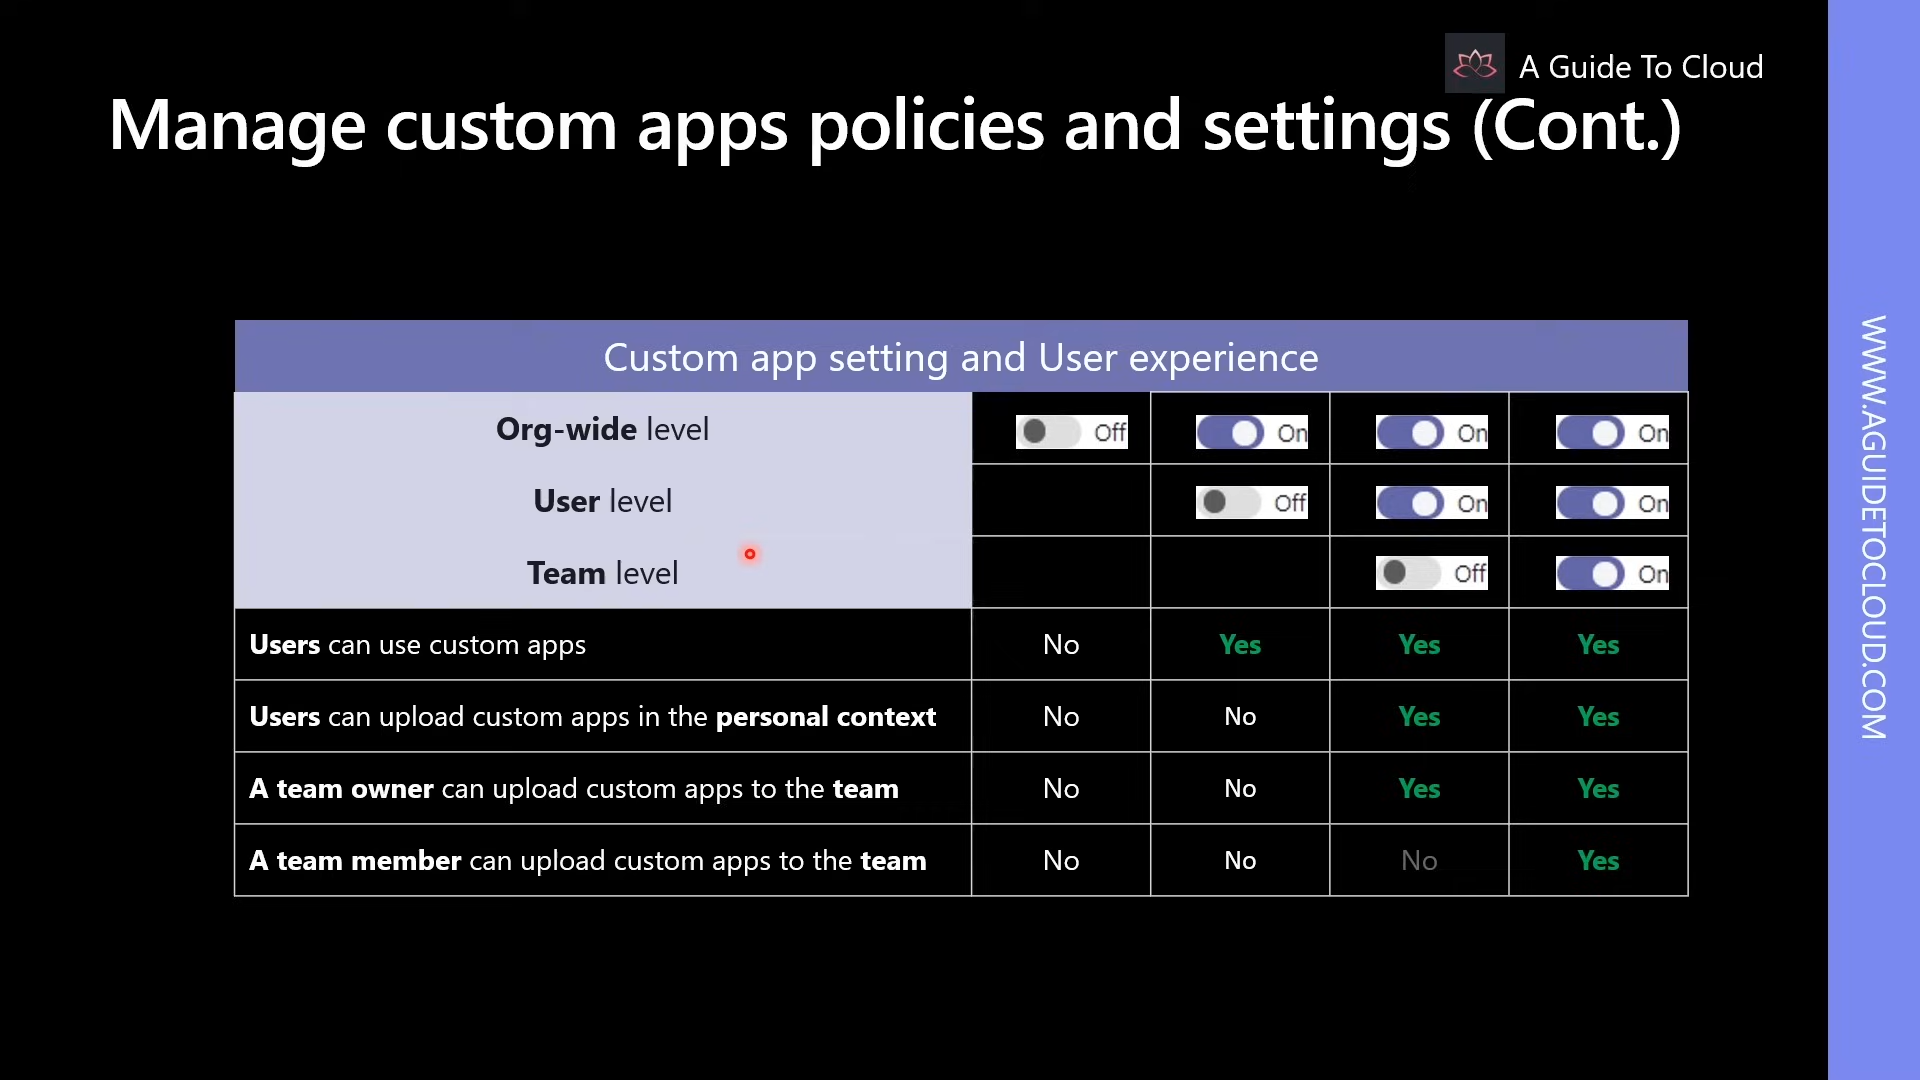 A Guide To Cloud
Manage custom apps policies and settings (Cont.)
Custom app setting and User experience
Org-wide level Off On On On
User level Off On On
Team level Off On
Users can use custom apps No Yes Yes Yes
Users can upload custom apps in the personal context No No Yes Yes
A team owner can upload custom apps to the team No No Yes Yes
A team member can upload custom apps to the team No No No Yes
WWW.AGUIDETOCLOUD.COM